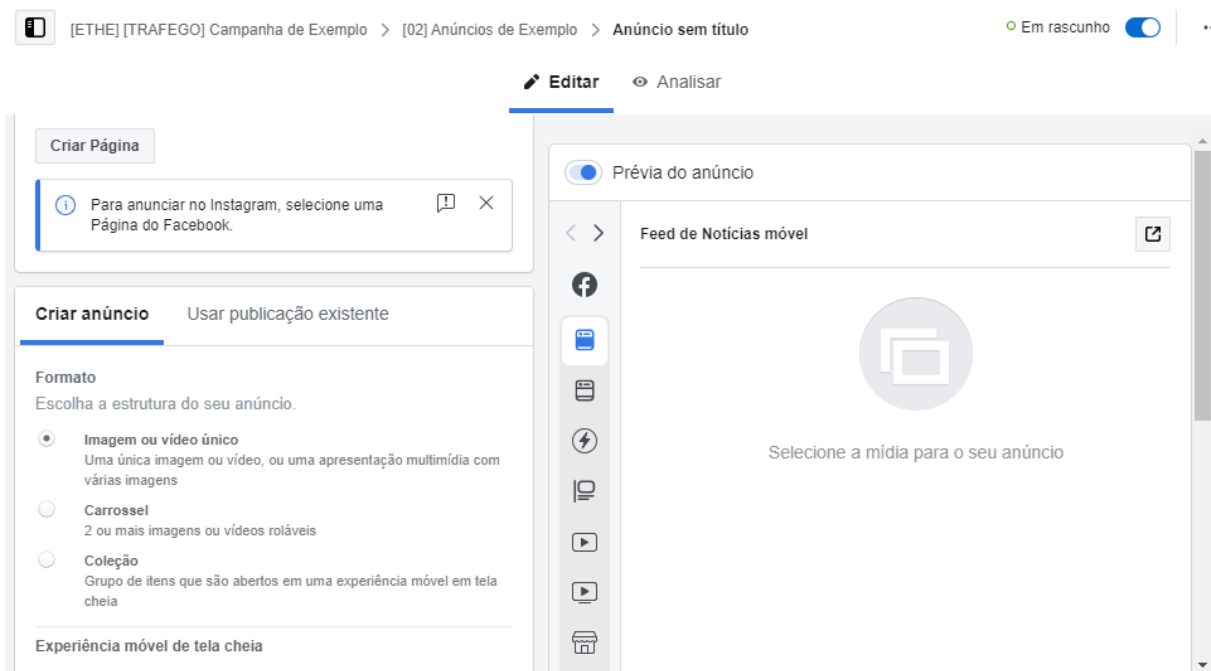 [ETHE] [TRAFEGO] Campanha de Exemplo > [02] Anúncios de Exemplo > Anúncio sem título
Em rascunho
Editar
Analisar
Criar Página
Para anunciar no Instagram, selecione uma
Página do Facebook.
Criar anúncio
Usar publicação existente
Formato
Escolha a estrutura do seu anúncio.
Imagem ou vídeo único
Uma única imagem ou vídeo, ou uma apresentação multimídia com
várias imagens
Carrossel
2 ou mais imagens ou vídeos roláveis
Coleção
Grupo de itens que são abertos em uma experiência móvel em tela
cheia
Experiência móvel de tela cheia
Prévia do anúncio
Feed de Notícias móvel
Selecione a mídia para o seu anúncio